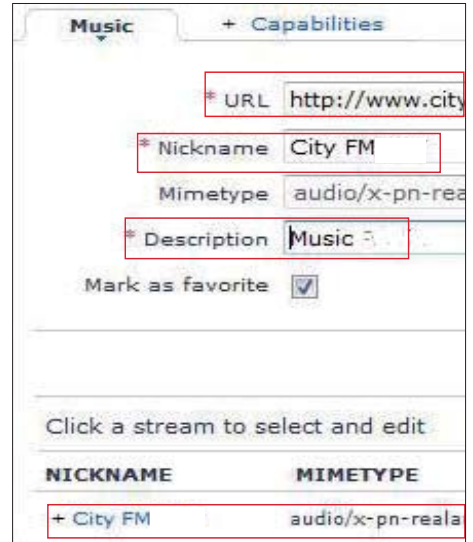 Music + Capabilities
* URL http://www.city
* Nickname City FM
Mimetype audio/x-pn-rea
* Description Music
Mark as favorite
Click a stream to select and edit
NICKNAME MIMETYPE
+ City FM audio/x-pn-reala